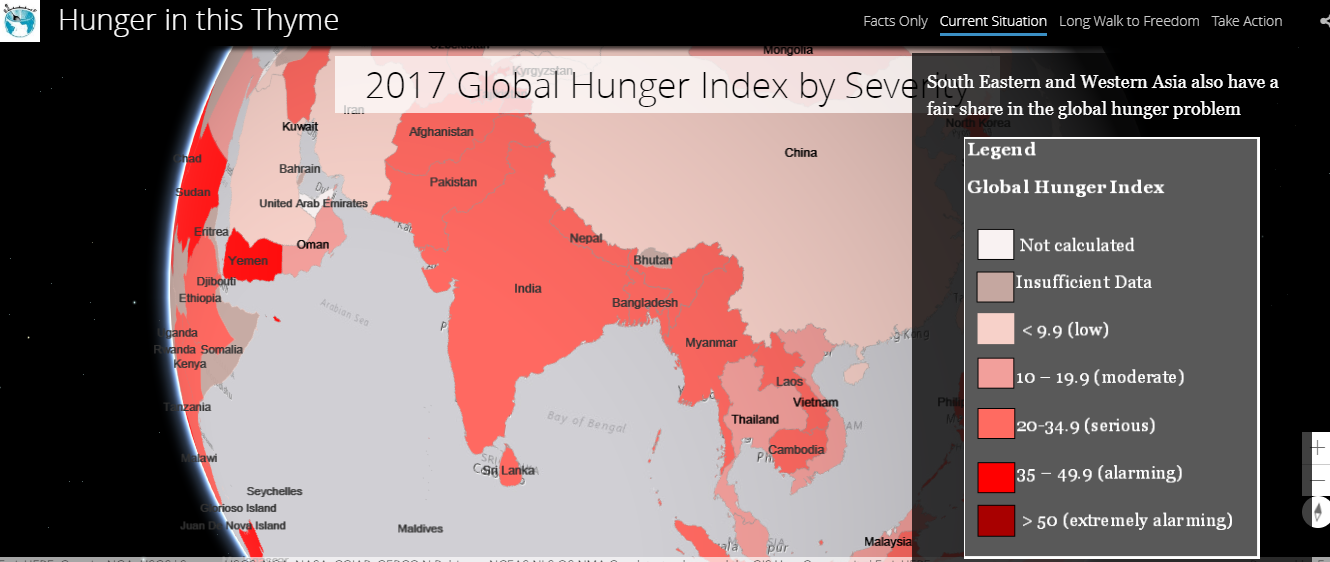 Hunger in this Thyme
Facts Only
Current Situation
Long Walk to Freedom
Take Action
2017 Global Hunger Index by Severity
South Eastern and Western Asia also have a
fair share in the global hunger problem
Legend
Global Hunger Index
Not calculated
Insufficient Data
< 9.9 (low)
10 – 19.9 (moderate)
20-34.9 (serious)
35 – 49.9 (alarming)
> 50 (extremely alarming)
Uzbekistan
Mongolia
Kyrgyzstan
Iran
North Korea
Kuwait
Afghanistan
China
Chad
Bahrain
Pakistan
Sudan
United Arab Emirates
Eritrea
Oman
Nepal
Yemen
Bhutan
Djibouti
India
Ethiopia
Bangladesh
Arabian Sea
Uganda
Myanmar
Rwanda
Somalia
Kenya
Laos
Tanzania
Vietnam
Bay of Bengal
Thailand
Cambodia
Malawi
Sri Lanka
Seychelles
Glorioso Island
Juan De Nova Island
Maldives
Malaysia